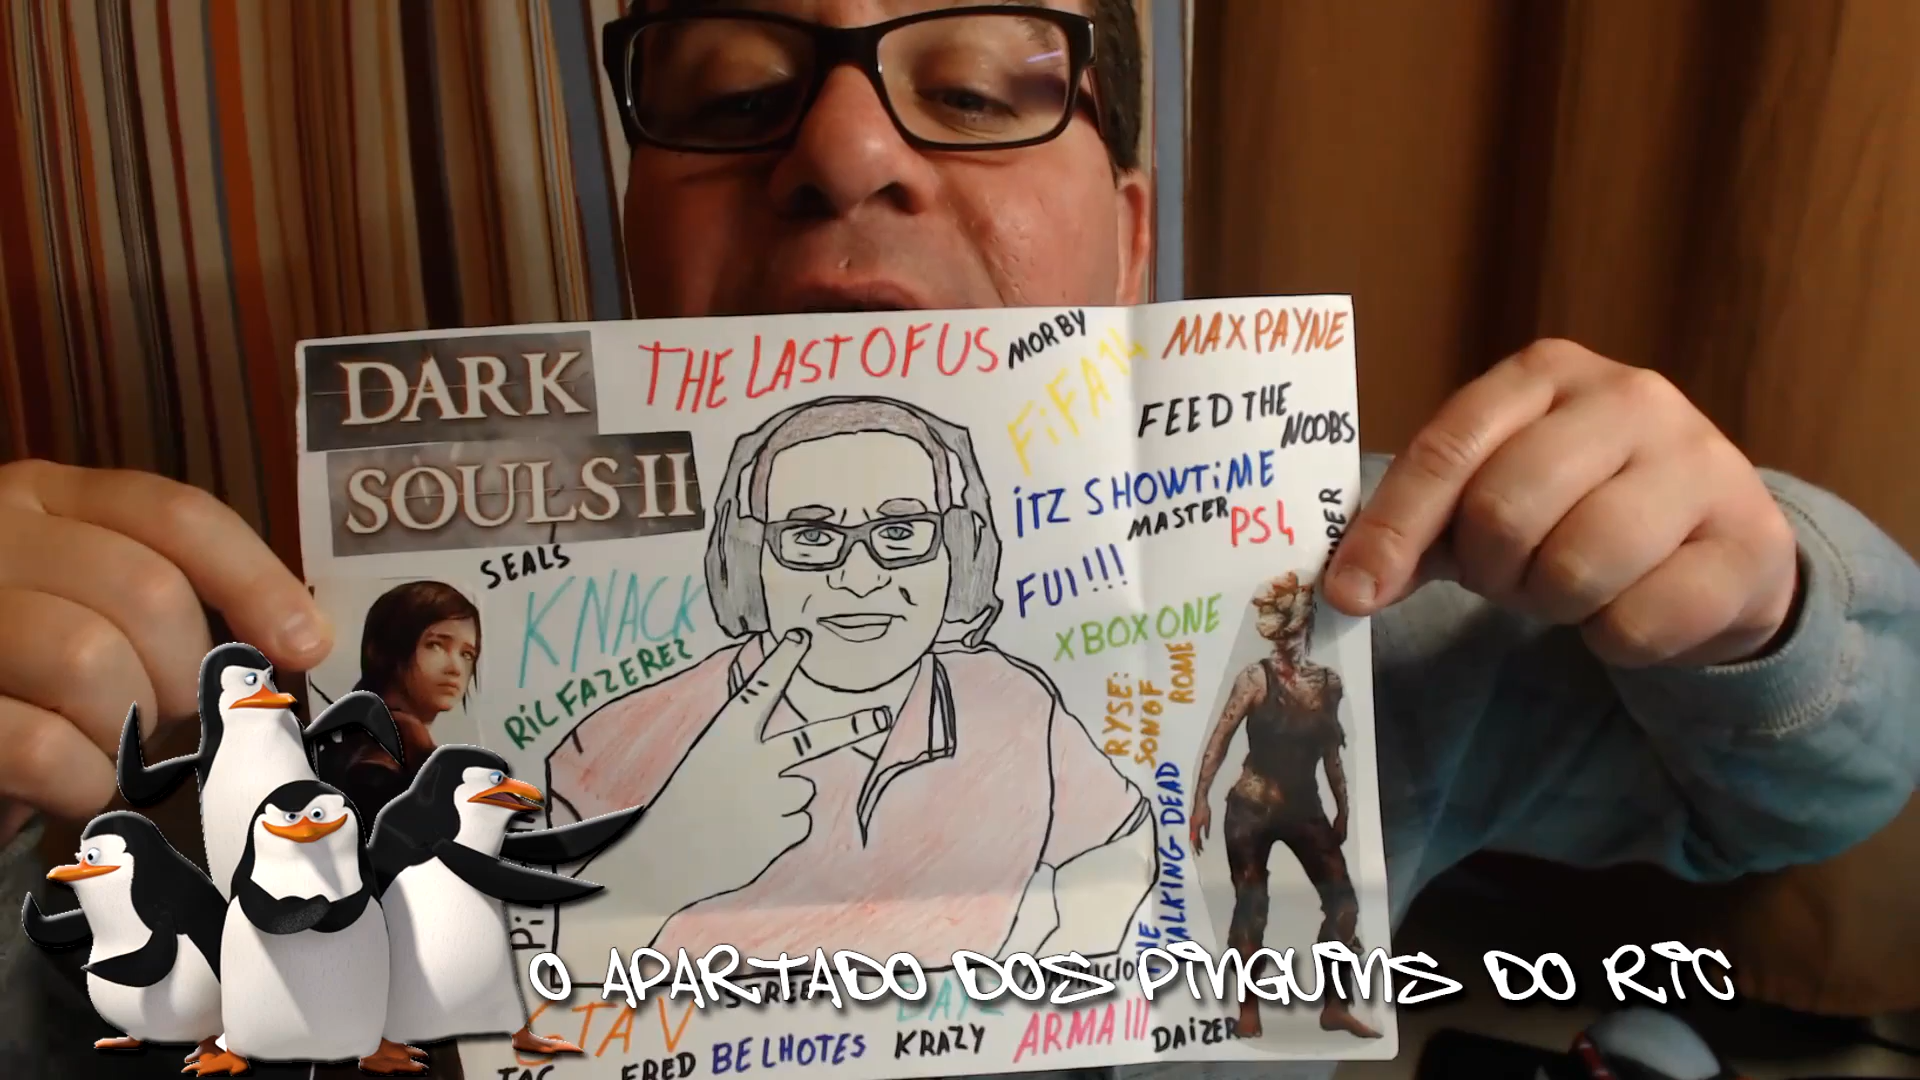 DARK
SOULS II
THE LAST OF US
MORBY
FiFA 14
MAX PAYNE
FEED THE
NOOBS
iTZ SHOWTiME
MASTER
PS4
SEALS
KNACK
RiCFAZEREZ
FUI!!!
XBOX ONE
RYSE:
SON OF
ROME
WALKING DEAD
O APARTADO DOS PINGUINS DO RIC
GTA V
FRED
BELHOTES
KRAZY
ARMA III
DAiZER